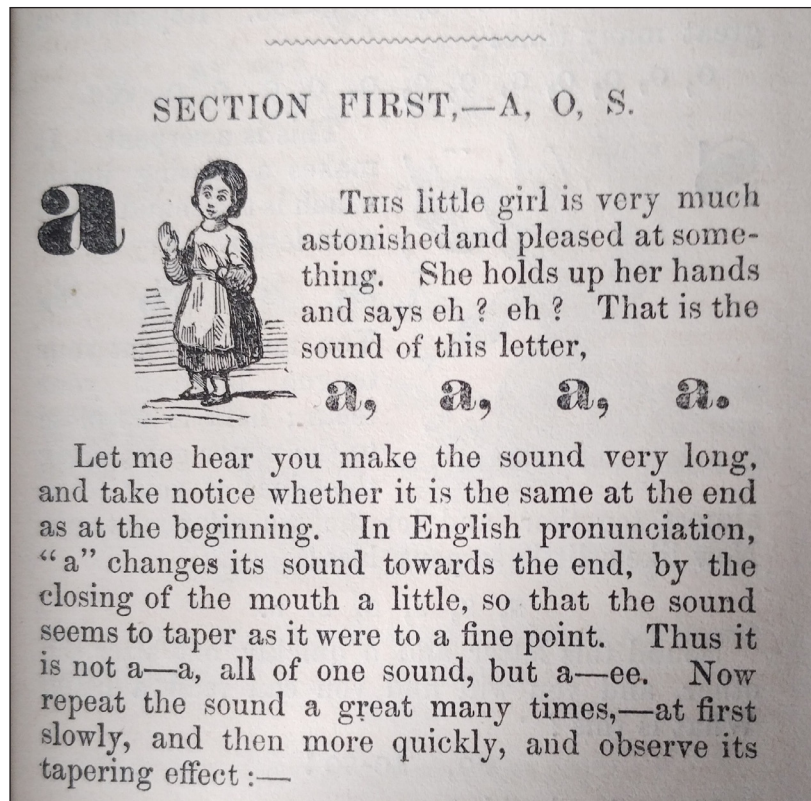 SECTION FIRST,—A, O, S.
a
This little girl is very much
astonished and pleased at some-
thing. She holds up her hands
and says eh? eh? That is the
sound of this letter,
a, a, a, a.
Let me hear you make the sound very long,
and take notice whether it is the same at the end
as at the beginning. In English pronunciation,
“a” changes its sound towards the end, by the
closing of the mouth a little, so that the sound
seems to taper as it were to a fine point. Thus it
is not a—a, all of one sound, but a—ee. Now
repeat the sound a great many times,—at first
slowly, and then more quickly, and observe its
tapering effect:—